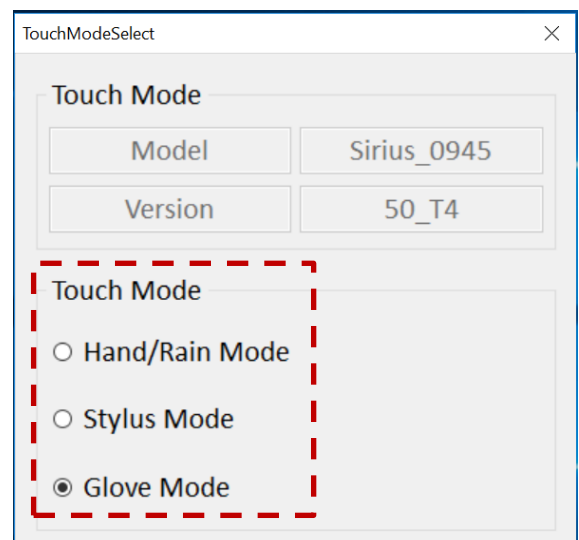 TouchModeSelect
Touch Mode
Model Sirius_0945
Version 50_T4
Touch Mode
Hand/Rain Mode
Stylus Mode
Glove Mode